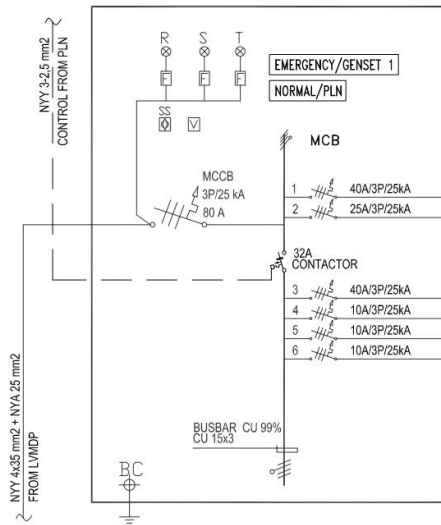 R S T
F F F
EMERGENCY/GENSET 1
NORMAL/PLN
NYY 3-2,5 mm2
CONTROL FROM PLN
SS
V
MCB
MCCB
3P/25 kA
80 A
1 40A/3P/25kA
2 25A/3P/25kA
32A
CONTACTOR
3 40A/3P/25kA
4 10A/3P/25kA
5 10A/3P/25kA
6 10A/3P/25kA
BUSBAR CU 99%
CU 15x3
BC
NYY 4x35 mm2 + NYA 25 mm2
FROM LVMDP